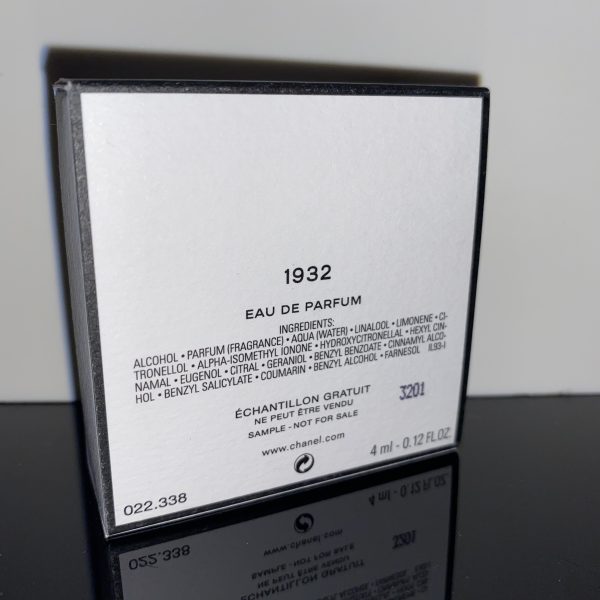 1932
EAU DE PARFUM
INGREDIENTS:
ALCOHOL • PARFUM (FRAGRANCE) • AQUA (WATER) • LINALOOL • LIMONENE • CI-
TRONELLOL • ALPHA-ISOMETHYL IONONE • HYDROXYCITRONELLAL • HEXYL CIN-
NAMAL • EUGENOL • CITRAL • GERANIOL • BENZYL BENZOATE • CINNAMYL ALCO-
HOL • BENZYL SALICYLATE • COUMARIN • BENZYL ALCOHOL • FARNESOL IL93-I
ÉCHANTILLON GRATUIT
NE PEUT ÊTRE VENDU
SAMPLE - NOT FOR SALE
3201
www.chanel.com
4 ml - 0.12 FL.OZ.
022.338